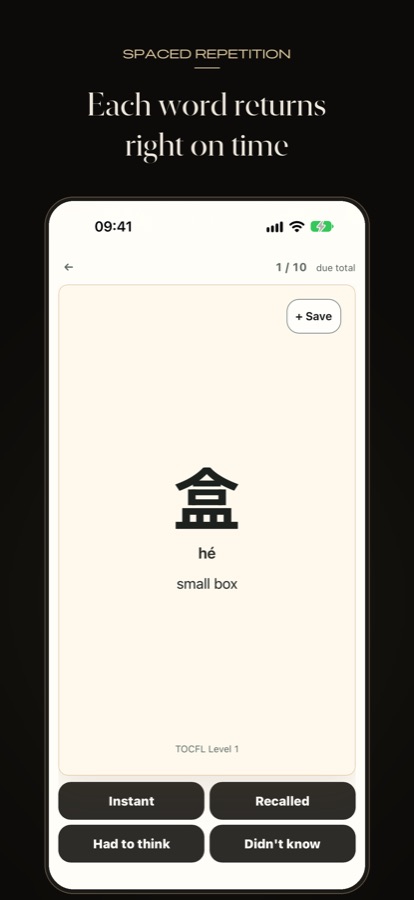 SPACED REPETITION
Each word returns
right on time
09:41
← 1 / 10 due total
+ Save
盒
hé
small box
TOCFL Level 1
Instant Recalled
Had to think Didn't know